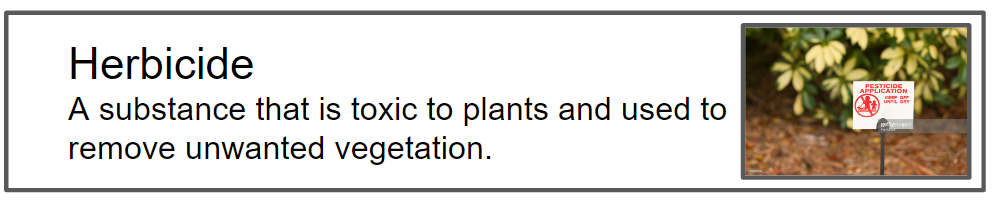 Herbicide
A substance that is toxic to plants and used to
remove unwanted vegetation.
PESTICIDE
APPLICATION
KEEP OFF
UNTIL DRY